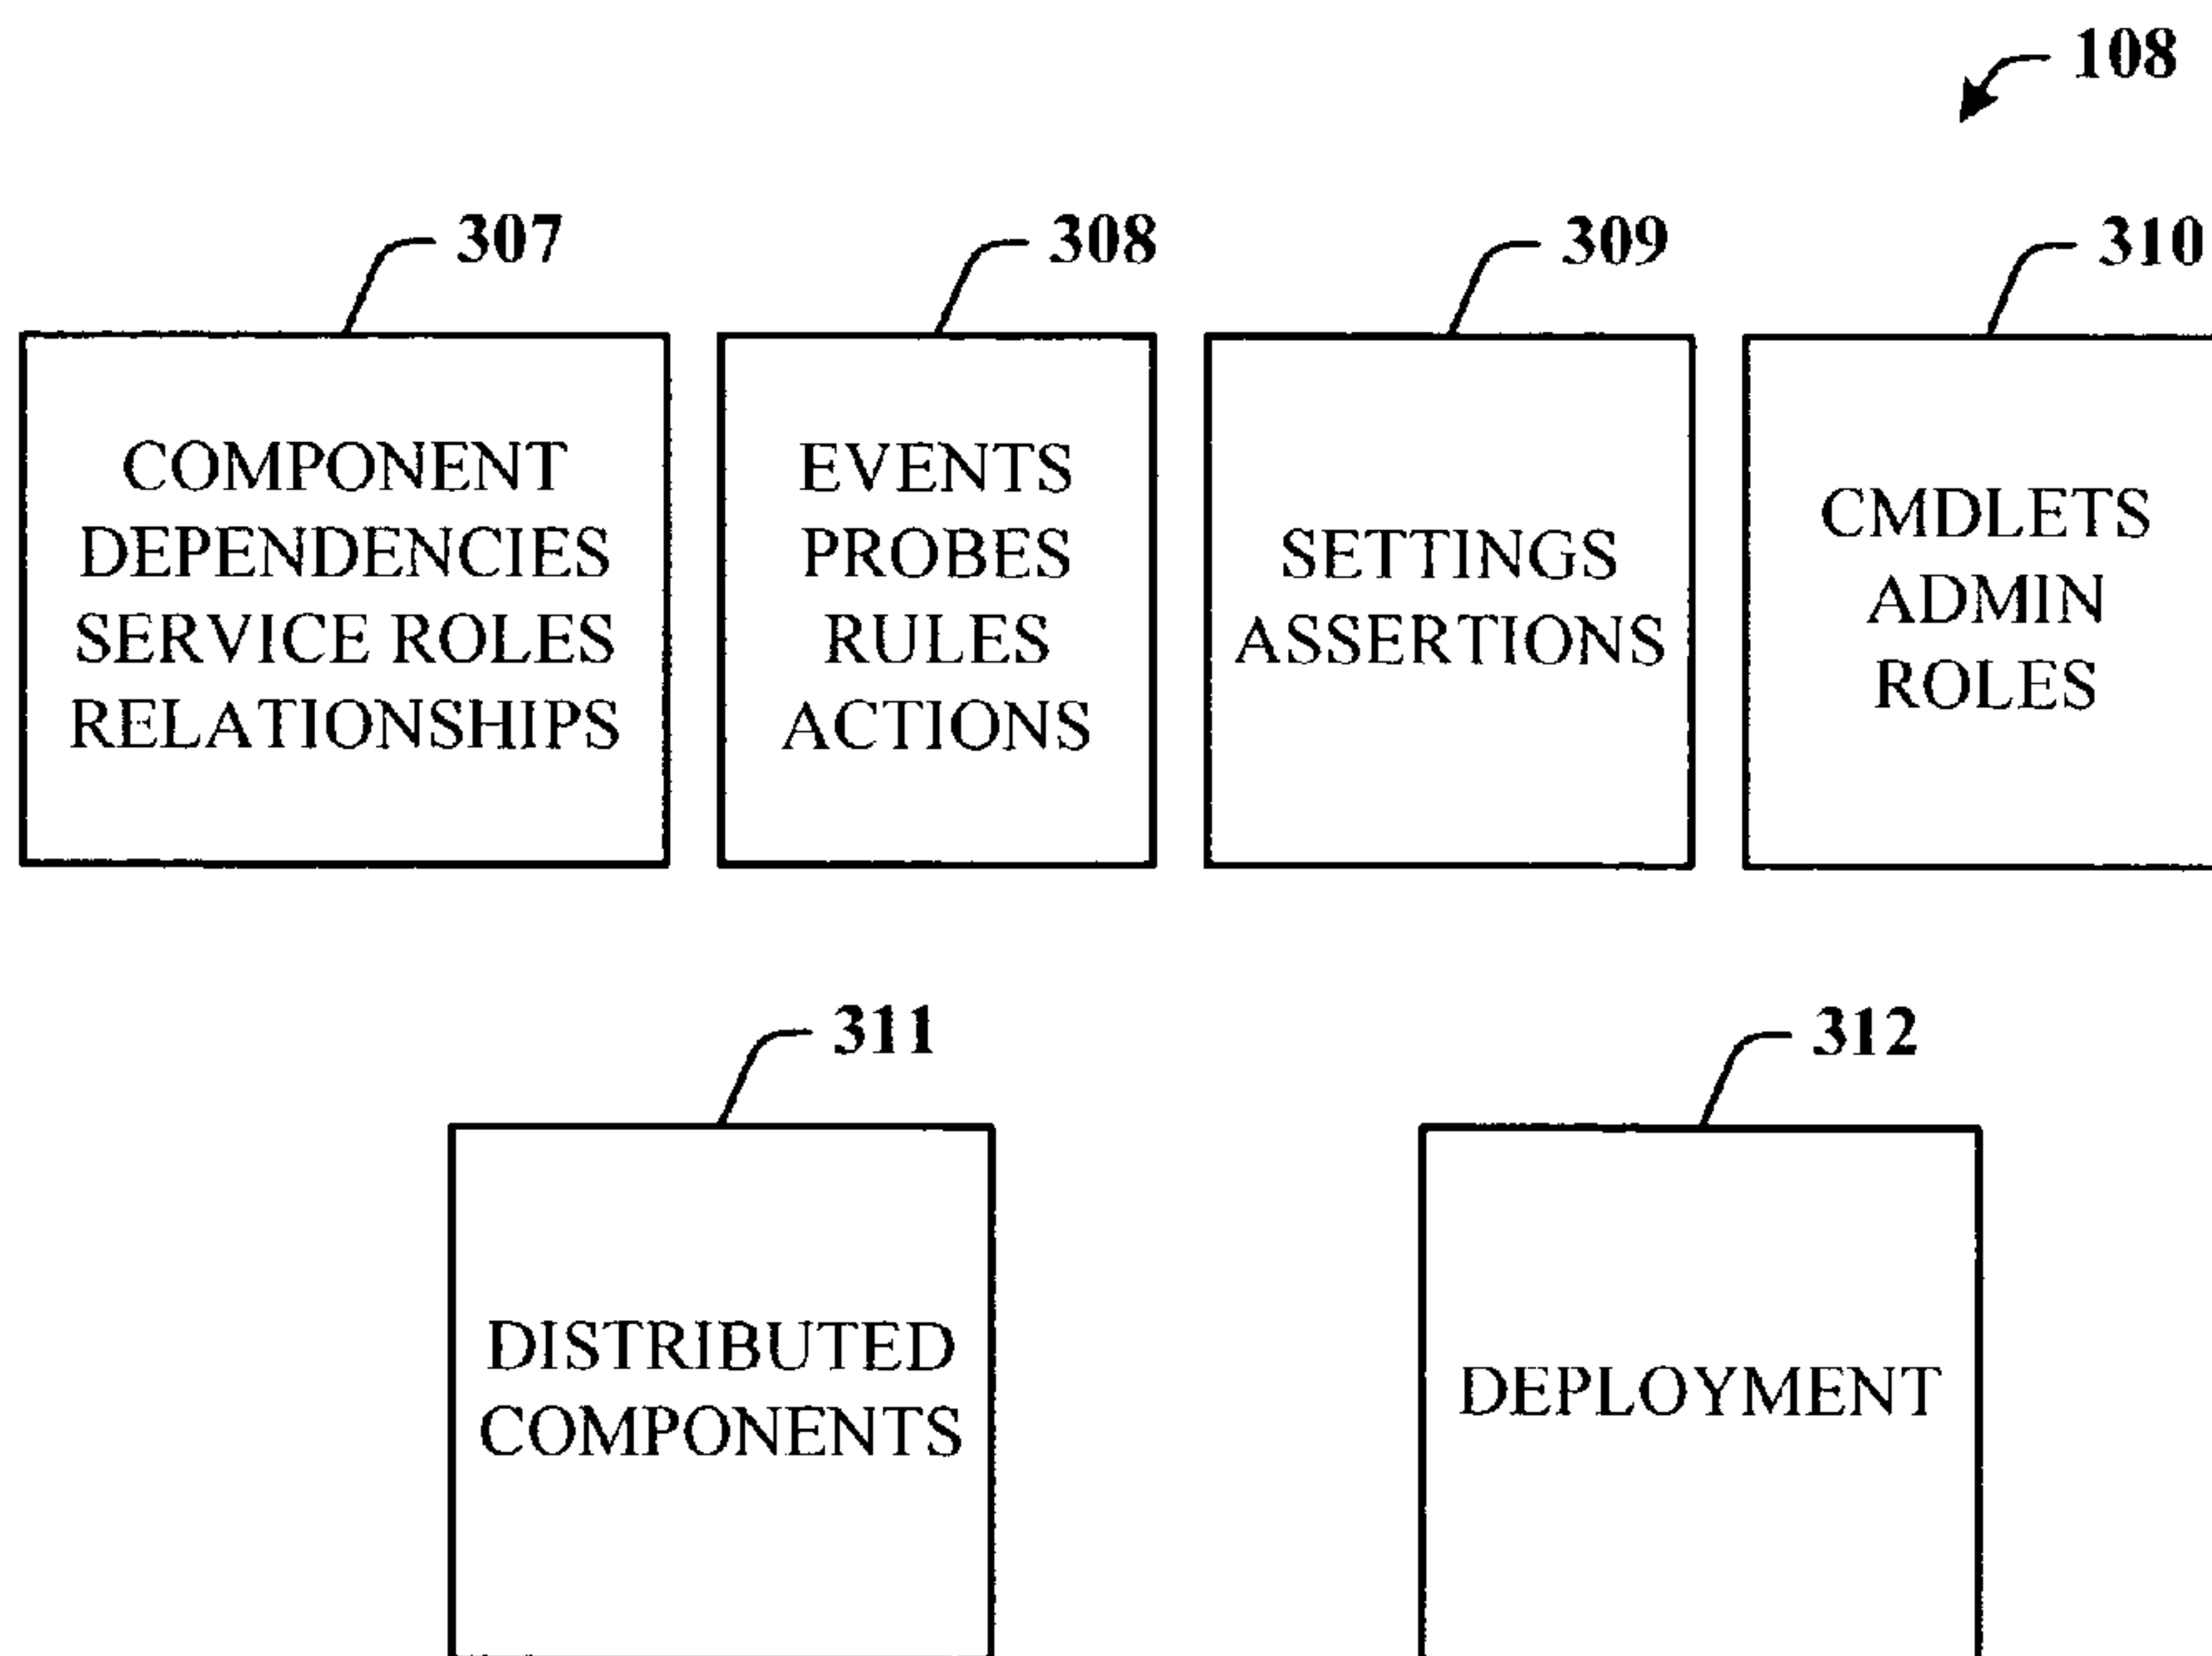 108
307
308
309
310
COMPONENT
DEPENDENCIES
SERVICE ROLES
RELATIONSHIPS
EVENTS
PROBES
RULES
ACTIONS
SETTINGS
ASSERTIONS
CMDLETS
ADMIN
ROLES
311
312
DISTRIBUTED
COMPONENTS
DEPLOYMENT